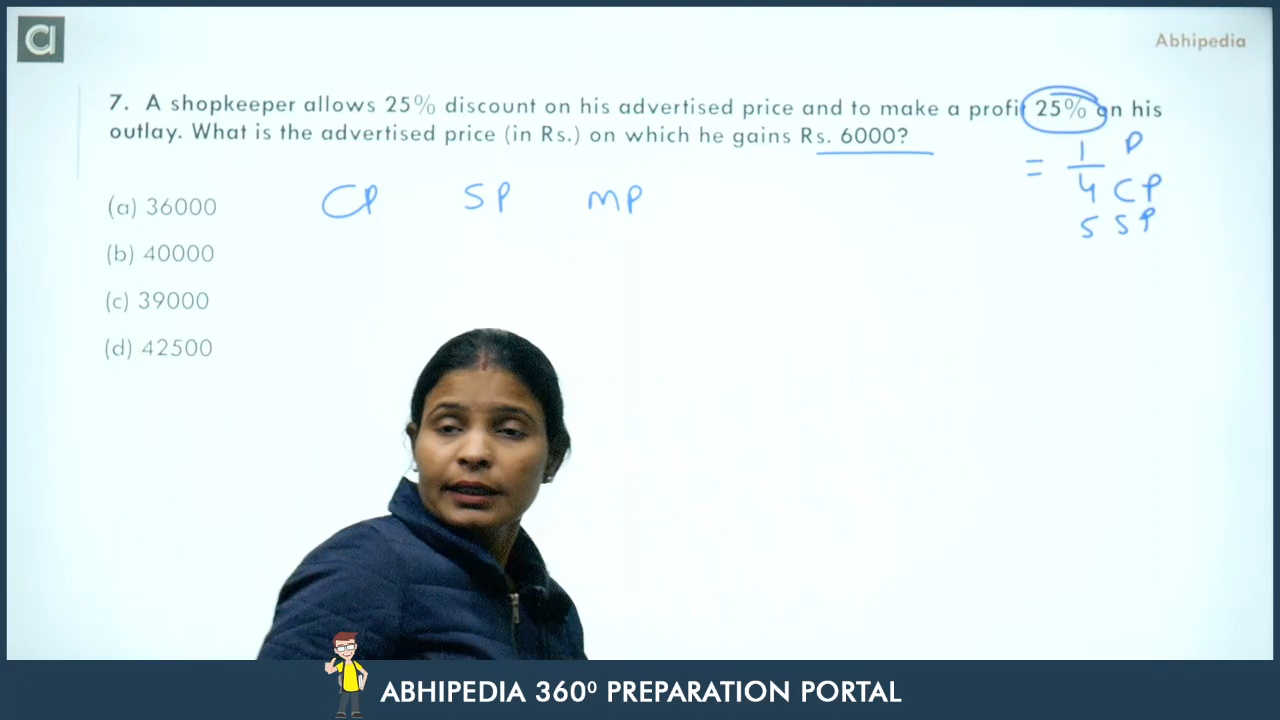 Abhipedia
7. A shopkeeper allows 25% discount on his advertised price and to make a profit 25% on his
outlay. What is the advertised price (in Rs.) on which he gains Rs. 6000?
= 1/4
P
CP
5 SP
(a) 36000
CP SP MP
(b) 40000
(c) 39000
(d) 42500
ABHIPEDIA 360⁰ PREPARATION PORTAL